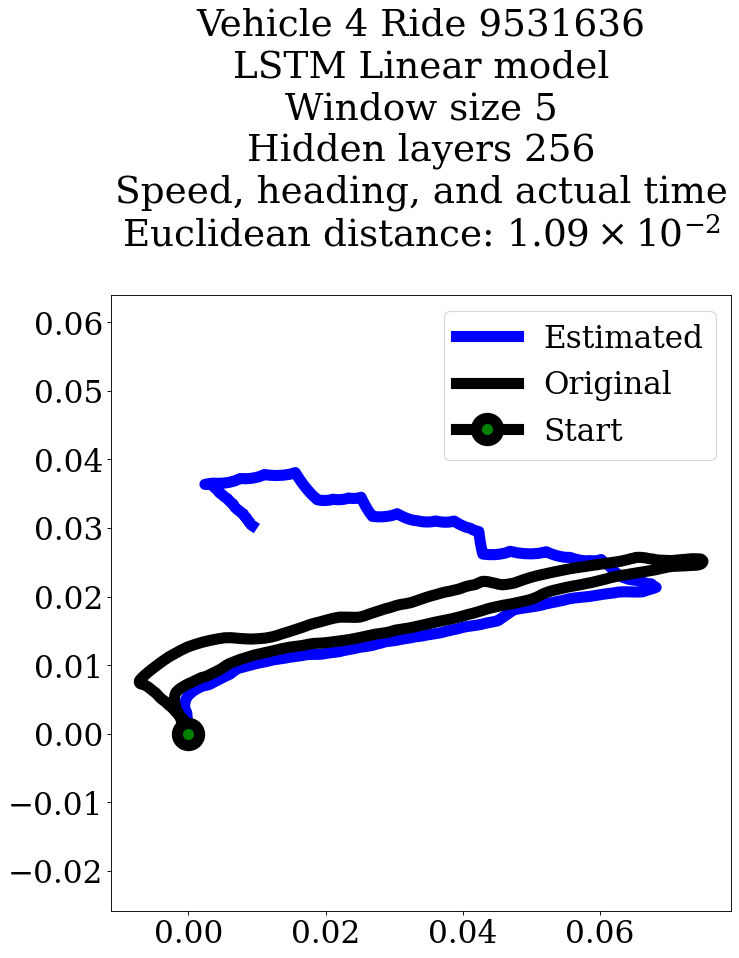 Vehicle 4 Ride 9531636
LSTM Linear model
Window size 5
Hidden layers 256
Speed, heading, and actual time
Euclidean distance: 1.09 × 10⁻²
Estimated
Original
Start
0.06
0.05
0.04
0.03
0.02
0.01
0.00
−0.01
−0.02
0.00 0.02 0.04 0.06